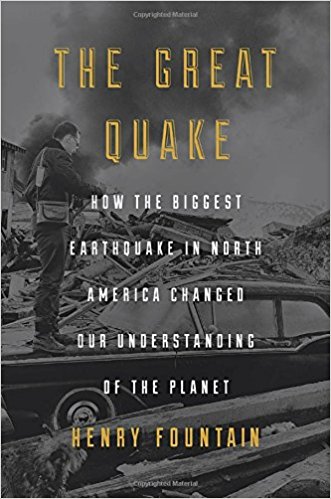 THE GREAT
QUAKE
HOW THE BIGGEST
EARTHQUAKE IN NORTH
AMERICA CHANGED
OUR UNDERSTANDING
OF THE PLANET
HENRY FOUNTAIN
Copyrighted Material
Copyrighted Material